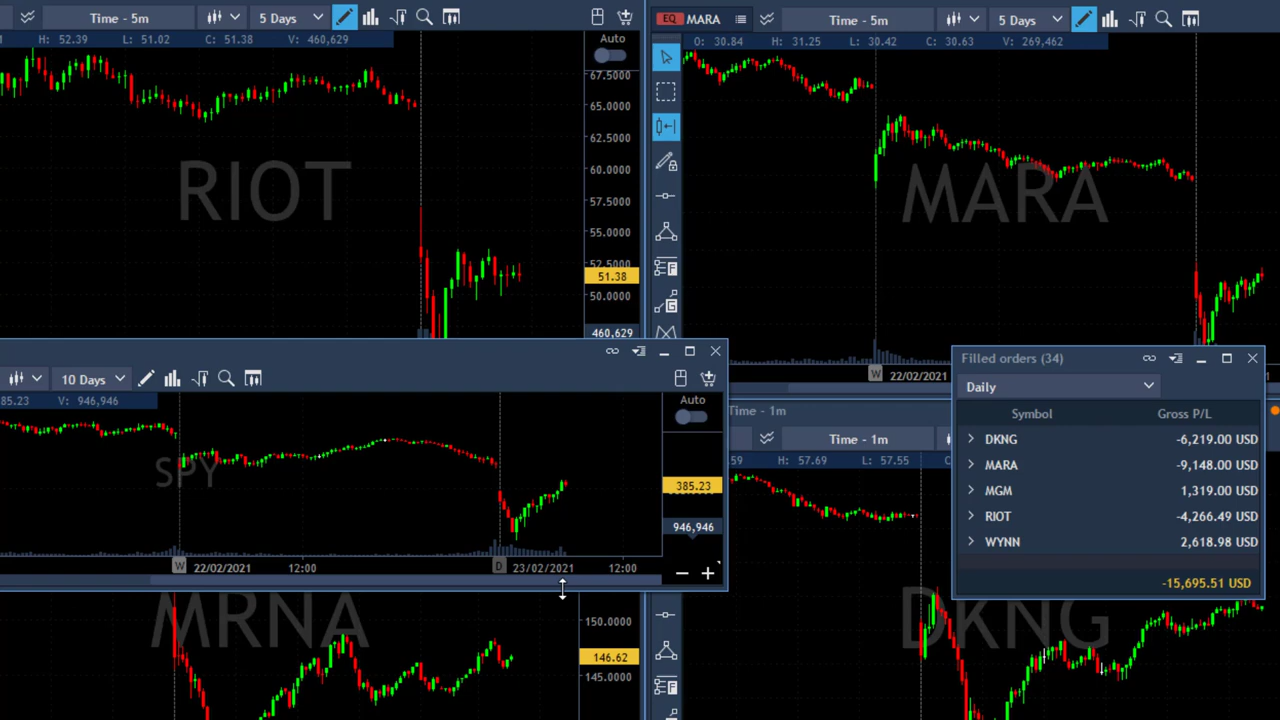 Time - 5m
5 Days
H: 52.39 L: 51.02 C: 51.38 V: 460,629
Auto
RIOT
67.5000
65.0000
62.5000
60.0000
57.5000
55.0000
52.5000
51.38
50.0000
460,629
EQ MARA
Time - 5m
5 Days
O: 30.84 H: 31.25 L: 30.42 C: 30.63 V: 269,462
MARA
W 22/02/2021
10 Days
85.23 V: 946,946
Auto
SPY
385.23
946,946
W 22/02/2021 12:00 D 23/02/2021 12:00
MRNA
150.0000
146.62
145.0000
Time - 1m
Time - 1m
59 H: 57.69 L: 57.55 C
DKNG
Filled orders (34)
Daily
Symbol Gross P/L
DKNG -6,219.00 USD
MARA -9,148.00 USD
MGM 1,319.00 USD
RIOT -4,266.49 USD
WYNN 2,618.98 USD
-15,695.51 USD